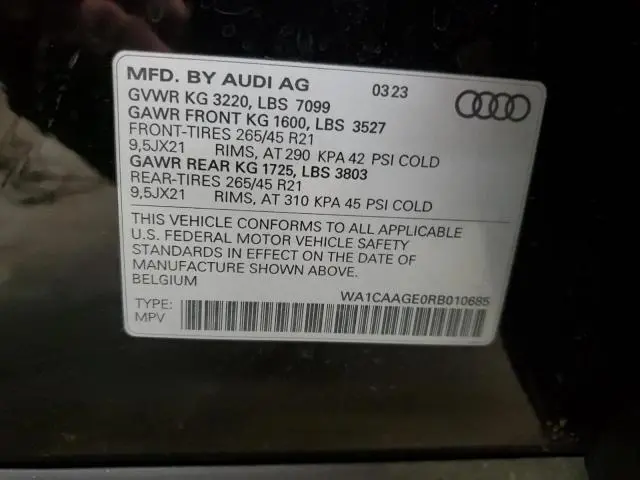 MFD. BY AUDI AG 03 23
GVWR KG 3220, LBS 7099
GAWR FRONT KG 1600, LBS 3527
FRONT-TIRES 265/45 R21
9,5JX21 RIMS, AT 290 KPA 42 PSI COLD
GAWR REAR KG 1725, LBS 3803
REAR-TIRES 265/45 R21
9,5JX21 RIMS, AT 310 KPA 45 PSI COLD
THIS VEHICLE CONFORMS TO ALL APPLICABLE
U.S. FEDERAL MOTOR VEHICLE SAFETY
STANDARDS IN EFFECT ON THE DATE OF
MANUFACTURE SHOWN ABOVE.
BELGIUM
WA1CAAGE0RB010685
TYPE:
MPV